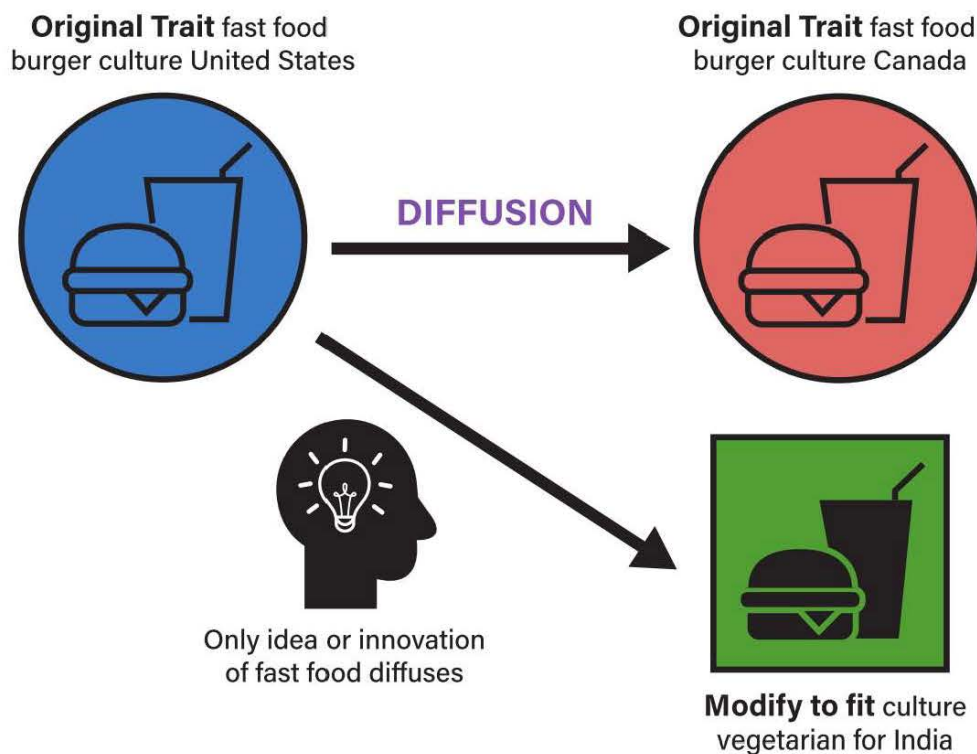 Original Trait fast food
burger culture United States
Original Trait fast food
burger culture Canada
DIFFUSION
Only idea or innovation
of fast food diffuses
Modify to fit culture
vegetarian for India